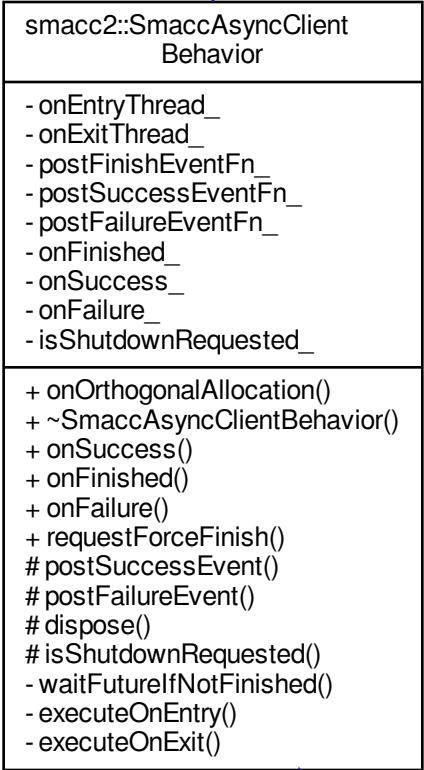 smacc2::SmaccAsyncClient
Behavior
- onEntryThread_
- onExitThread_
- postFinishEventFn_
- postSuccessEventFn_
- postFailureEventFn_
- onFinished_
- onSuccess_
- onFailure_
- isShutdownRequested_
+ onOrthogonalAllocation()
+ ~SmaccAsyncClientBehavior()
+ onSuccess()
+ onFinished()
+ onFailure()
+ requestForceFinish()
# postSuccessEvent()
# postFailureEvent()
# dispose()
# isShutdownRequested()
- waitFutureIfNotFinished()
- executeOnEntry()
- executeOnExit()